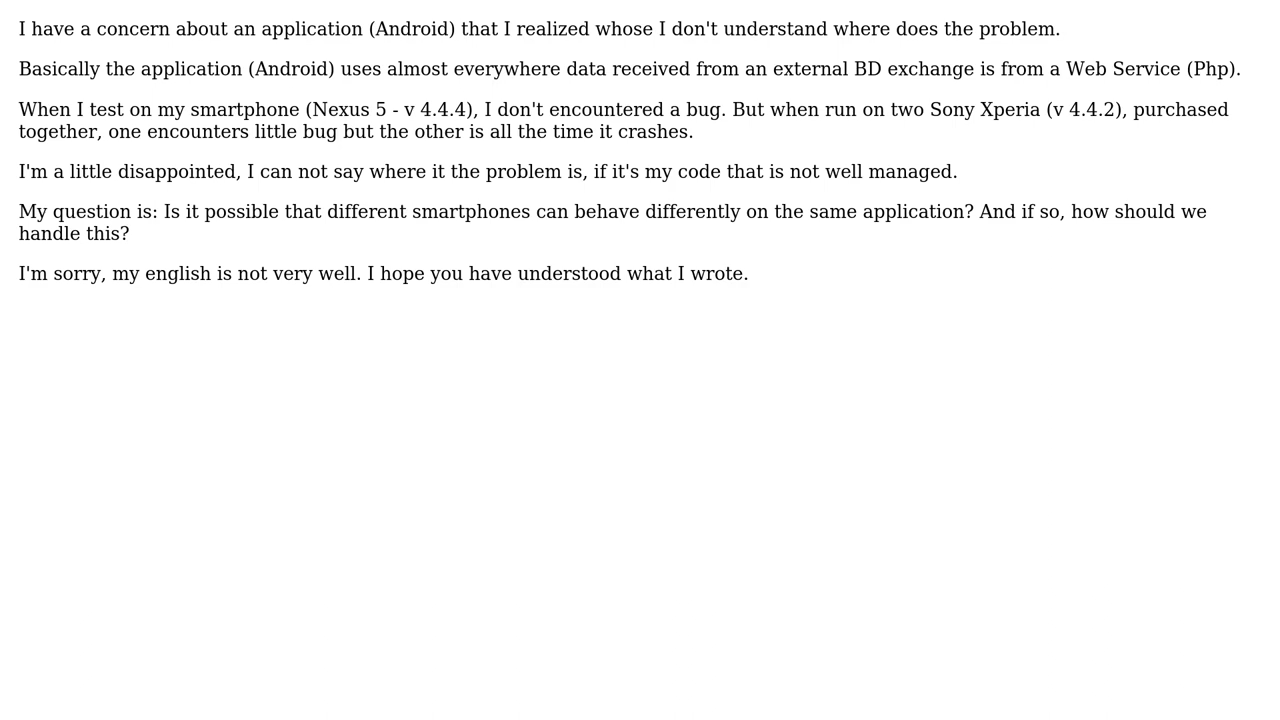 I have a concern about an application (Android) that I realized whose I don't understand where does the problem.
Basically the application (Android) uses almost everywhere data received from an external BD exchange is from a Web Service (Php).
When I test on my smartphone (Nexus 5 - v 4.4.4), I don't encountered a bug. But when run on two Sony Xperia (v 4.4.2), purchased
together, one encounters little bug but the other is all the time it crashes.
I'm a little disappointed, I can not say where it the problem is, if it's my code that is not well managed.
My question is: Is it possible that different smartphones can behave differently on the same application? And if so, how should we
handle this?
I'm sorry, my english is not very well. I hope you have understood what I wrote.